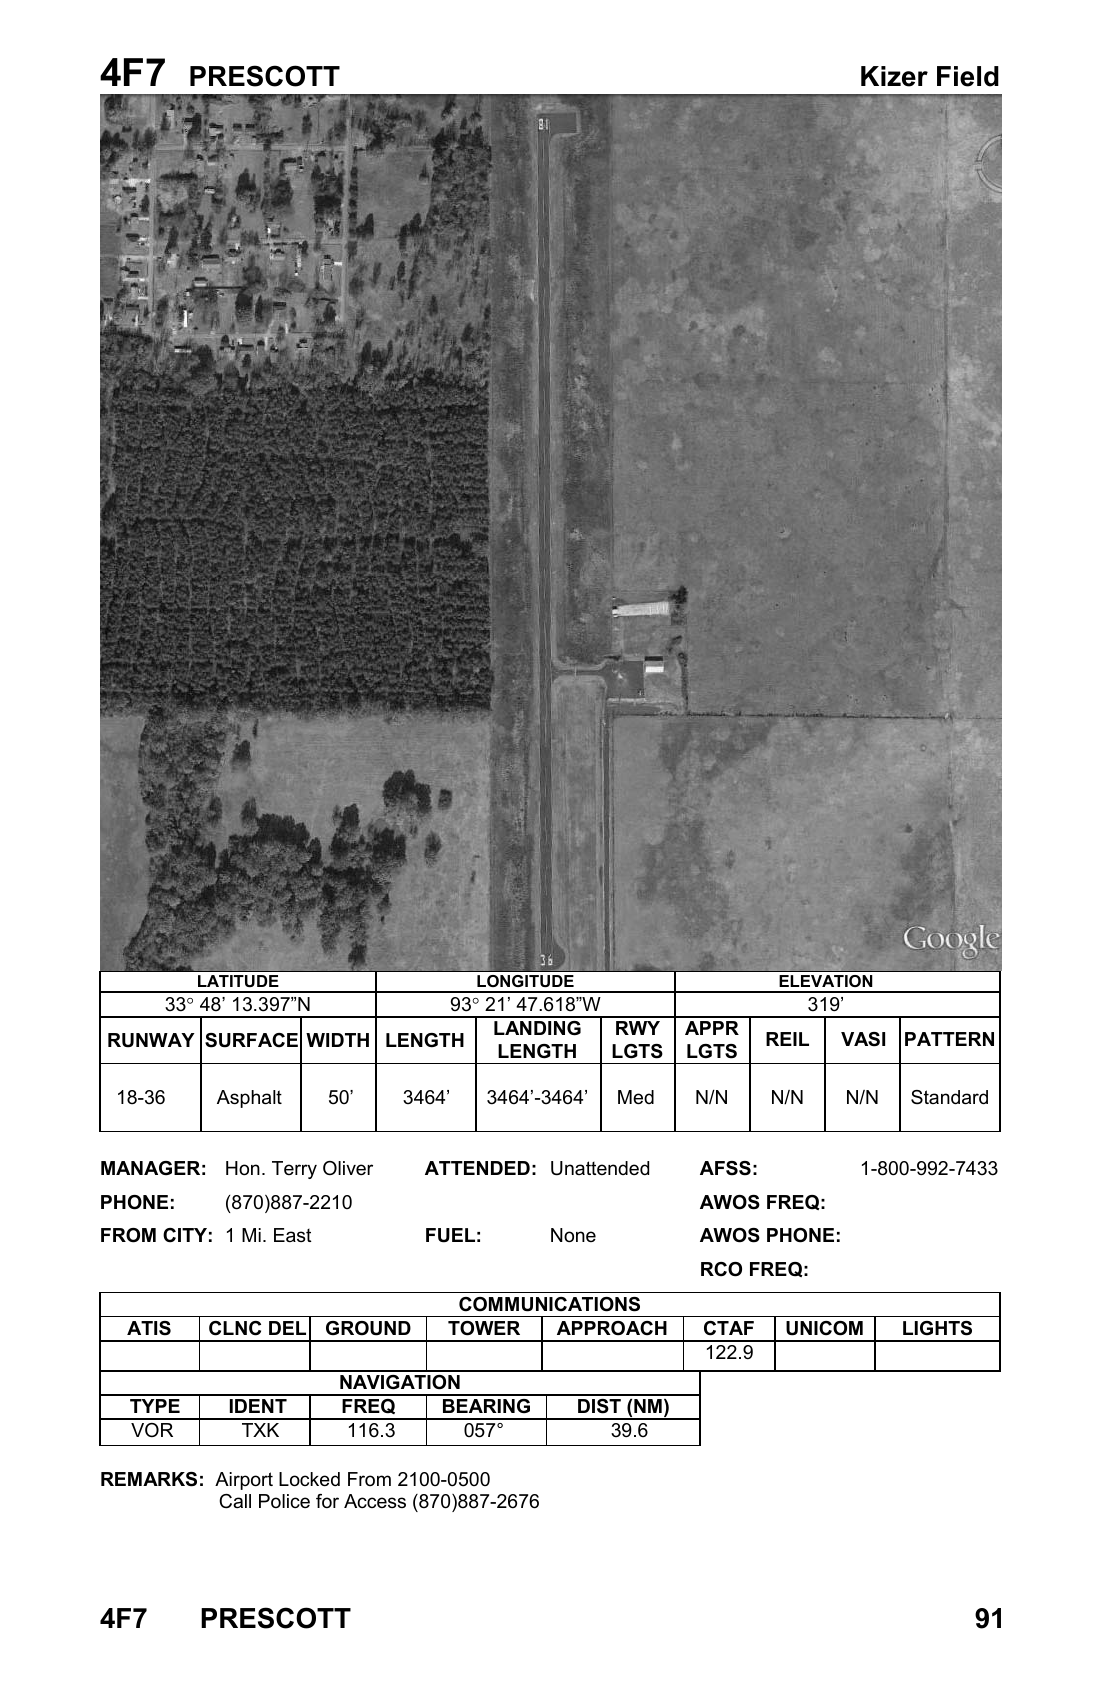 4F7 PRESCOTT Kizer Field
18
36
Google
LATITUDE LONGITUDE ELEVATION
33° 48’ 13.397”N 93° 21’ 47.618”W 319’
RUNWAY SURFACE WIDTH LENGTH LANDING LENGTH RWY LGTS APPR LGTS REIL VASI PATTERN
18-36 Asphalt 50’ 3464’ 3464’-3464’ Med N/N N/N N/N Standard
MANAGER: Hon. Terry Oliver ATTENDED: Unattended AFSS: 1-800-992-7433
PHONE: (870)887-2210 AWOS FREQ:
FROM CITY: 1 Mi. East FUEL: None AWOS PHONE:
RCO FREQ:
COMMUNICATIONS
ATIS CLNC DEL GROUND TOWER APPROACH CTAF UNICOM LIGHTS
122.9
NAVIGATION
TYPE IDENT FREQ BEARING DIST (NM)
VOR TXK 116.3 057° 39.6
REMARKS: Airport Locked From 2100-0500
Call Police for Access (870)887-2676
4F7 PRESCOTT 91